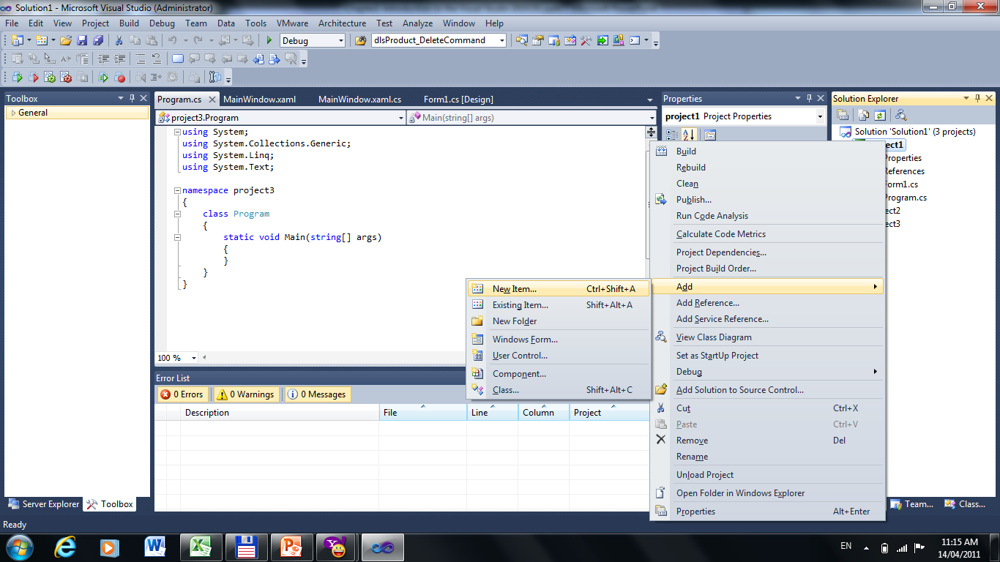 Solution1 - Microsoft Visual Studio (Administrator)
File Edit View Project Build Debug Team Data Tools VMware Architecture Test Analyze Window Help
Debug dlsProduct_DeleteCommand
Toolbox
General
Server Explorer Toolbox
Program.cs MainWindow.xaml MainWindow.xaml.cs Form1.cs [Design]
project3.Program Main(string[] args)
using System;
using System.Collections.Generic;
using System.Linq;
using System.Text;
namespace project3
{
class Program
{
static void Main(string[] args)
{
}
}
}
100 %
Error List
0 Errors 0 Warnings 0 Messages
Description File Line Column Project
Properties
project1 Project Properties
Solution Explorer
Solution 'Solution1' (3 projects)
ect1
Properties
References
Form1.cs
Program.cs
ect2
ect3
Build
Rebuild
Clean
Publish...
Run Code Analysis
Calculate Code Metrics
Project Dependencies...
Project Build Order...
Add
Add Reference...
Add Service Reference...
View Class Diagram
Set as StartUp Project
Debug
Add Solution to Source Control...
Cut Ctrl+X
Paste Ctrl+V
Remove Del
Rename
Unload Project
Open Folder in Windows Explorer
Properties Alt+Enter
New Item... Ctrl+Shift+A
Existing Item... Shift+Alt+A
New Folder
Windows Form...
User Control...
Component...
Class... Shift+Alt+C
Team... Class...
Ready
EN
11:15 AM
14/04/2011